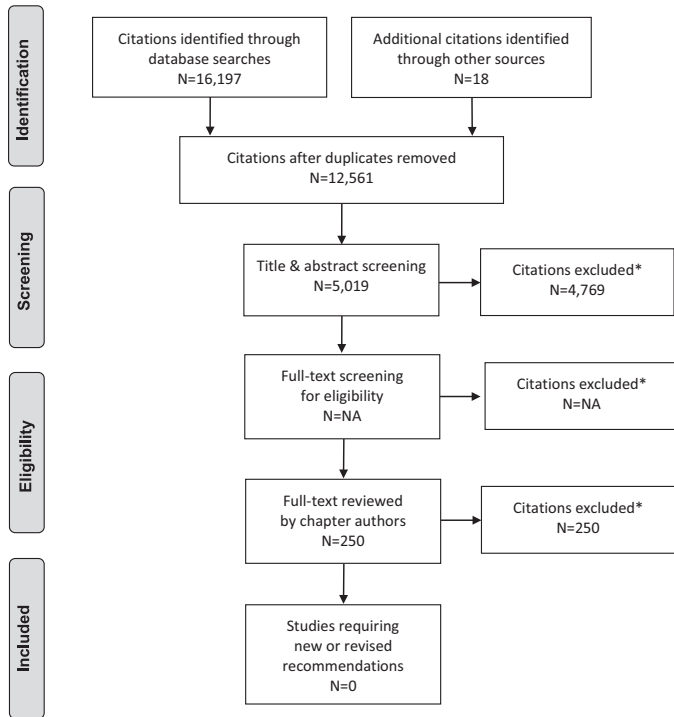 Identification
Citations identified through
database searches
N=16,197
Additional citations identified
through other sources
N=18
Citations after duplicates removed
N=12,561
Screening
Title & abstract screening
N=5,019
Citations excluded*
N=4,769
Eligibility
Full-text screening
for eligibility
N=NA
Citations excluded*
N=NA
Full-text reviewed
by chapter authors
N=250
Citations excluded*
N=250
Included
Studies requiring
new or revised
recommendations
N=0